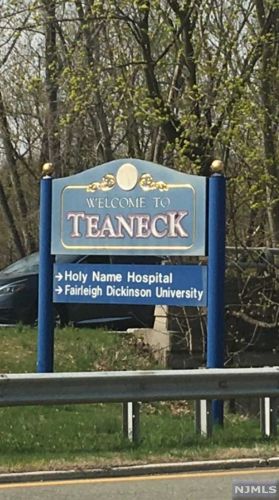 WELCOME TO
TEANECK
→ Holy Name Hospital
→ Fairleigh Dickinson University
NJMLS